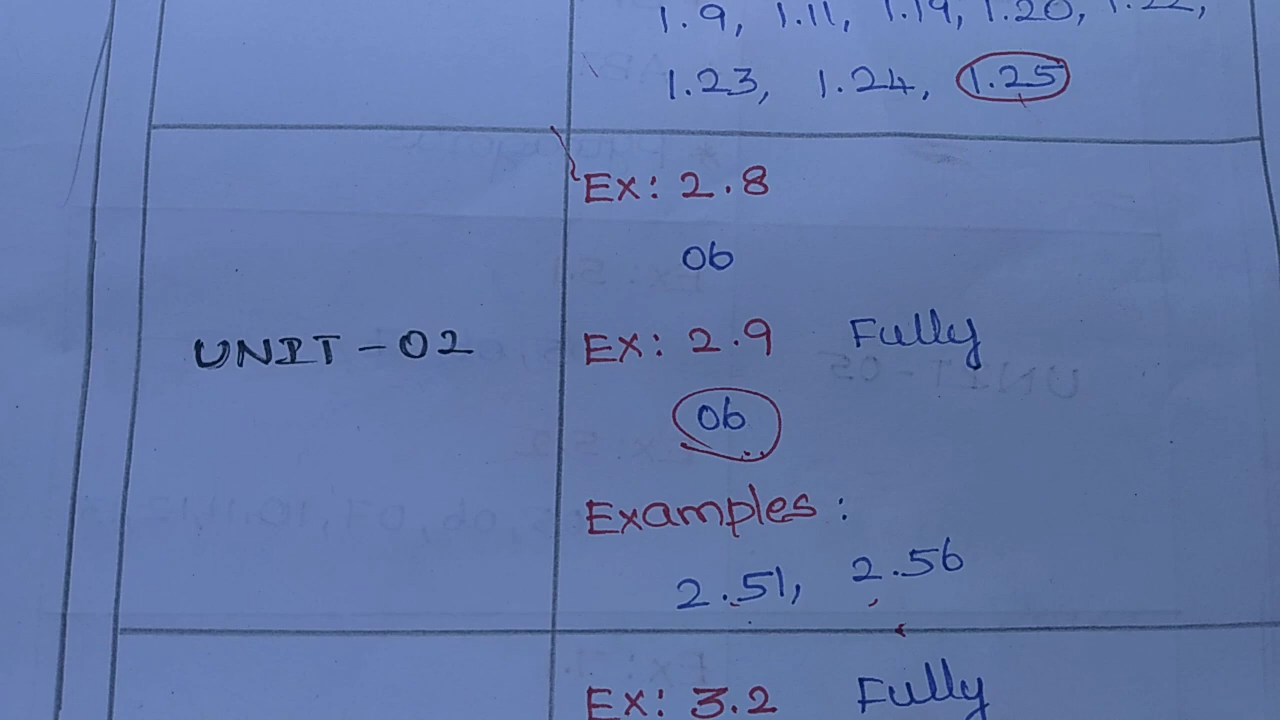 1.9, 1.11, 1.19, 1.20, 1.22,
1.23, 1.24, 1.25
UNIT-02
Ex: 2.8
06
Ex: 2.9 Fully
06
Examples:
2.51, 2.56
Ex: 3.2 Fully